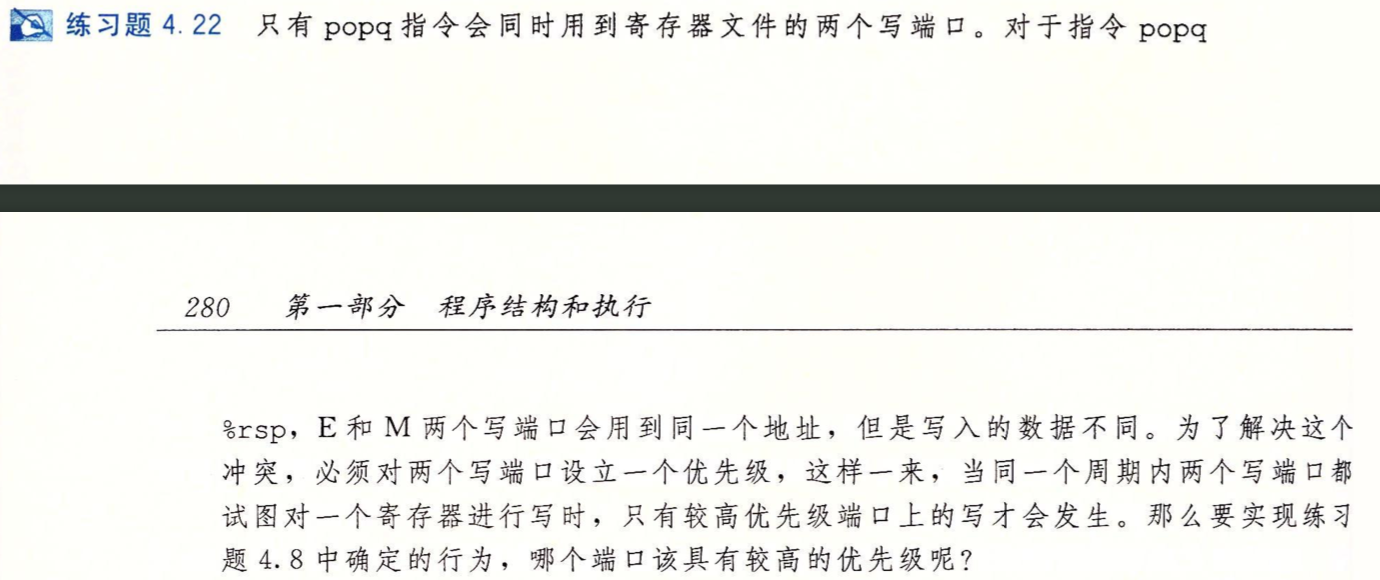 练习题 4.22 只有 popq 指令会同时用到寄存器文件的两个写端口。对于指令 popq
280 第一部分 程序结构和执行
%rsp，E 和 M 两个写端口会用到同一个地址，但是写入的数据不同。为了解决这个
冲突，必须对两个写端口设立一个优先级，这样一来，当同一个周期内两个写端口都
试图对一个寄存器进行写时，只有较高优先级端口上的写才会发生。那么要实现练习
题 4.8 中确定的行为，哪个端口该具有较高的优先级呢？